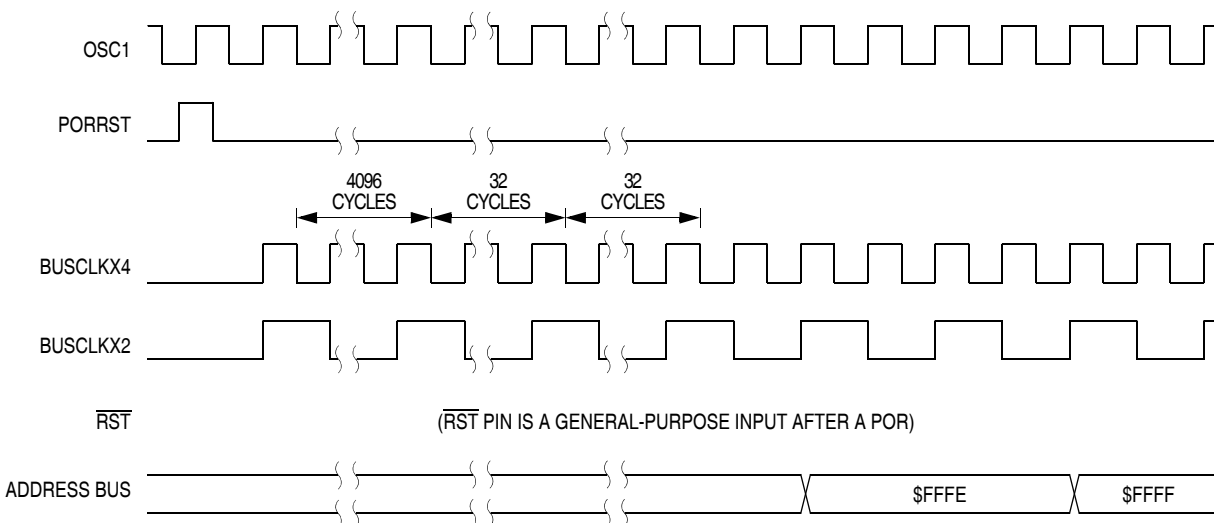 OSC1
PORRST
4096
CYCLES
32
CYCLES
32
CYCLES
BUSCLKX4
BUSCLKX2
RST
(RST PIN IS A GENERAL-PURPOSE INPUT AFTER A POR)
ADDRESS BUS
$FFFE
$FFFF